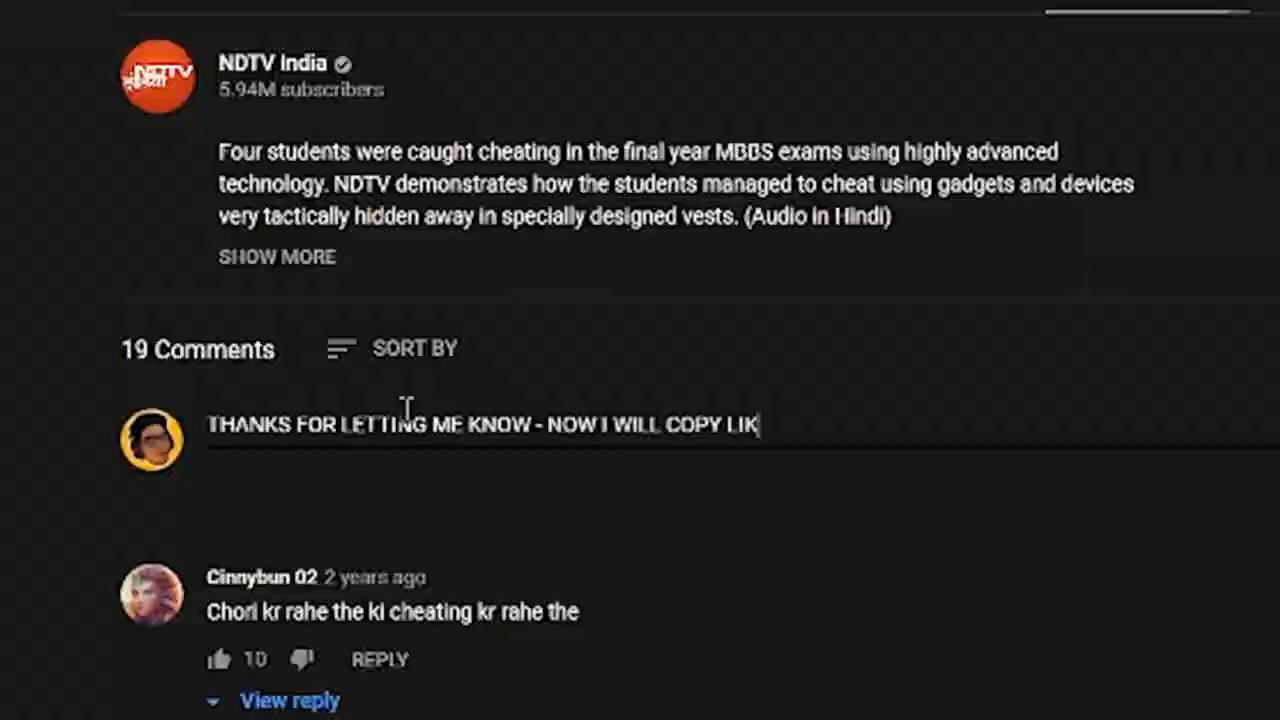 NDTV
NDTV India
5.94M subscribers
Four students were caught cheating in the final year MBBS exams using highly advanced
technology. NDTV demonstrates how the students managed to cheat using gadgets and devices
very tactically hidden away in specially designed vests. (Audio in Hindi)
SHOW MORE
19 Comments SORT BY
THANKS FOR LETTING ME KNOW - NOW I WILL COPY LIK
Cinnybun 02 2 years ago
Chori kr rahe the ki cheating kr rahe the
10 REPLY
View reply